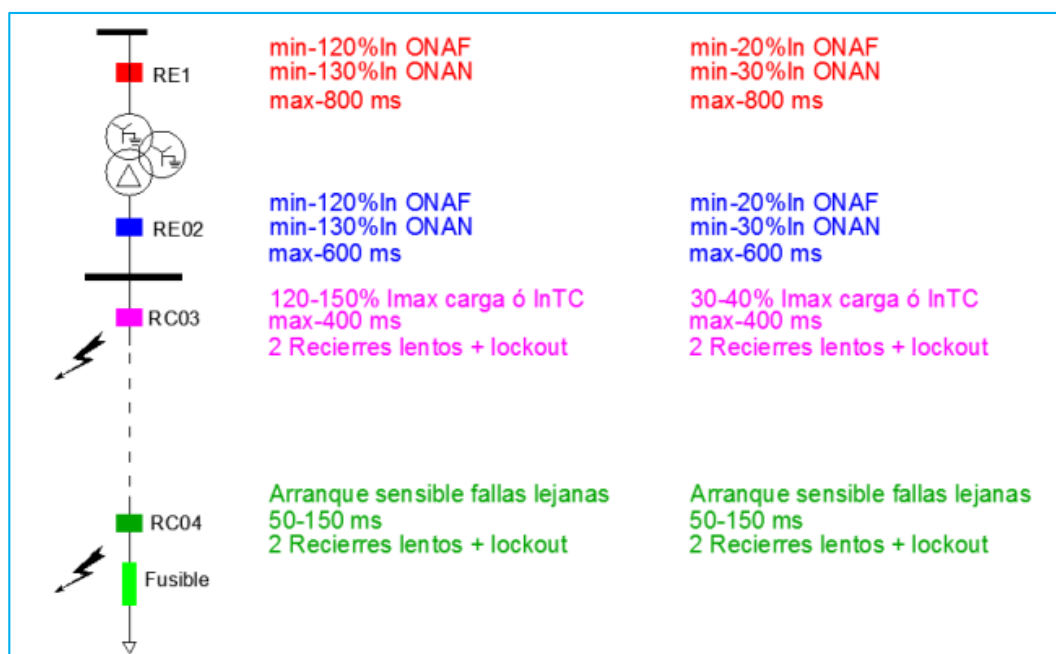 RE1
min-120%In ONAF
min-130%In ONAN
max-800 ms
min-20%In ONAF
min-30%In ONAN
max-800 ms
RE02
min-120%In ONAF
min-130%In ONAN
max-600 ms
min-20%In ONAF
min-30%In ONAN
max-600 ms
RC03
120-150% Imax carga ó InTC
max-400 ms
2 Recierres lentos + lockout
30-40% Imax carga ó InTC
max-400 ms
2 Recierres lentos + lockout
RC04
Arranque sensible fallas lejanas
50-150 ms
2 Recierres lentos + lockout
Arranque sensible fallas lejanas
50-150 ms
2 Recierres lentos + lockout
Fusible